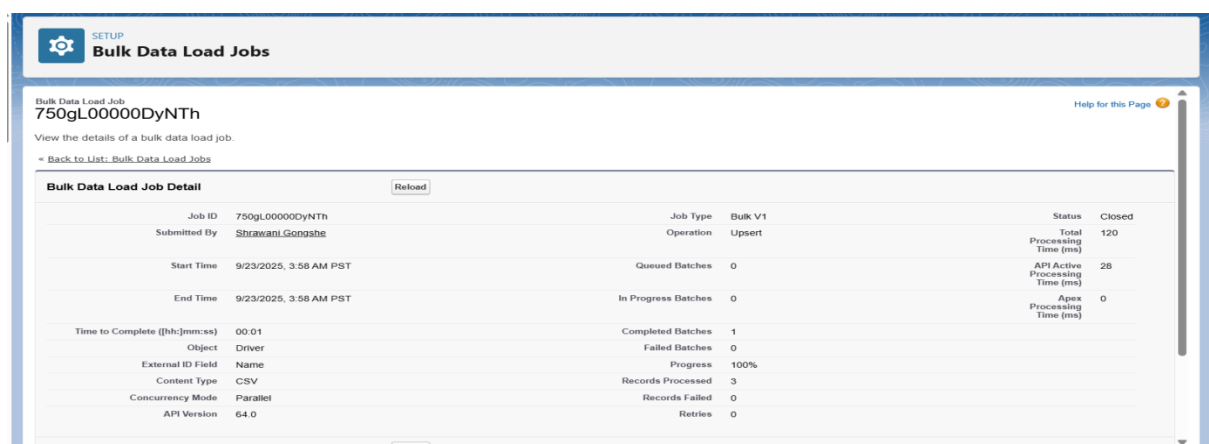 SETUP
Bulk Data Load Jobs
Bulk Data Load Job
750gL00000DyNTh
Help for this Page
View the details of a bulk data load job.
« Back to List: Bulk Data Load Jobs
Bulk Data Load Job Detail Reload
Job ID 750gL00000DyNTh Job Type Bulk V1 Status Closed
Submitted By Shrawani Gongshe Operation Upsert Total Processing Time (ms) 120
Start Time 9/23/2025, 3:58 AM PST Queued Batches 0 API Active Processing Time (ms) 28
End Time 9/23/2025, 3:58 AM PST In Progress Batches 0 Apex Processing Time (ms) 0
Time to Complete ([hh:]mm:ss) 00:01 Completed Batches 1
Object Driver Failed Batches 0
External ID Field Name Progress 100%
Content Type CSV Records Processed 3
Concurrency Mode Parallel Records Failed 0
API Version 64.0 Retries 0